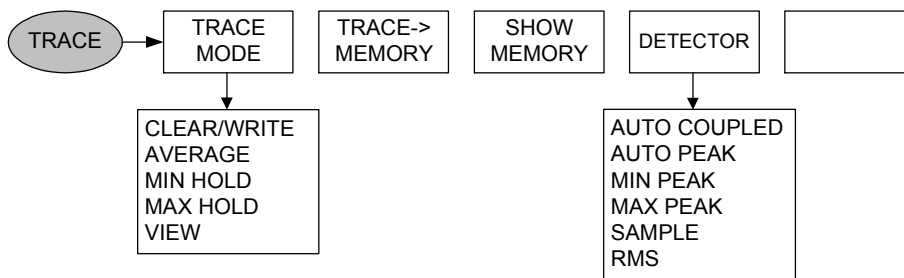 TRACE
TRACE
MODE
TRACE->
MEMORY
SHOW
MEMORY
DETECTOR
CLEAR/WRITE
AVERAGE
MIN HOLD
MAX HOLD
VIEW
AUTO COUPLED
AUTO PEAK
MIN PEAK
MAX PEAK
SAMPLE
RMS